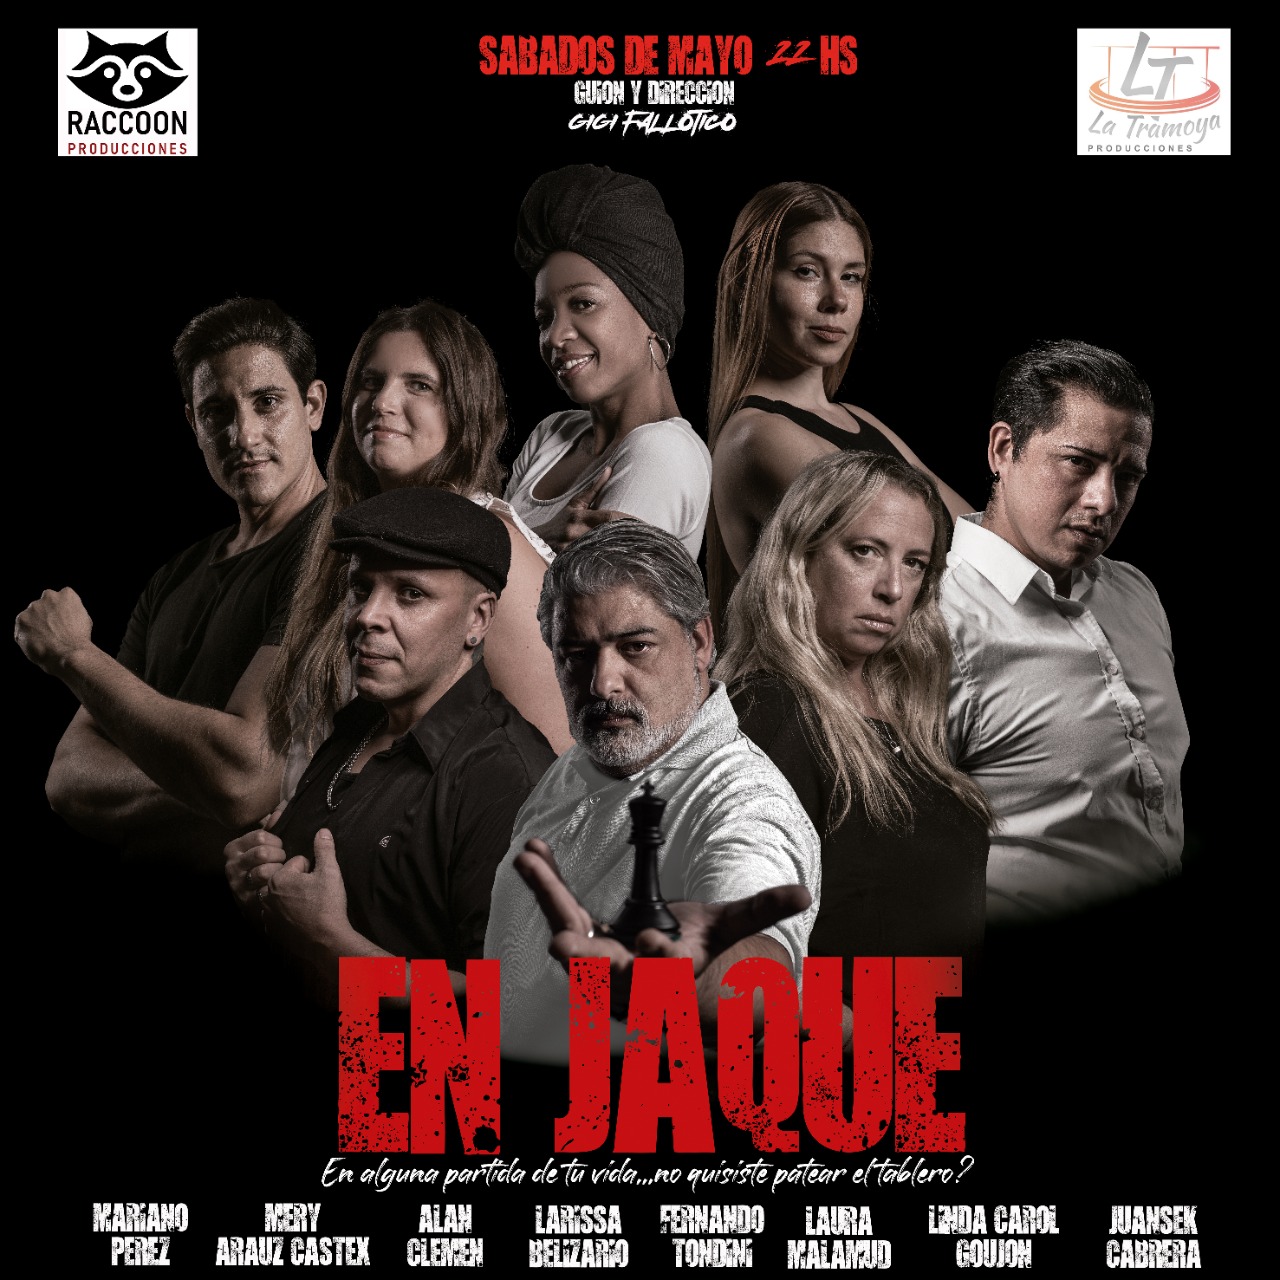 RACCOON
PRODUCCIONES
SABADOS DE MAYO 22 HS
GUION Y DIRECCION
GIGI FALLOTICO
LT
La Tràmoya
PRODUCCIONES
EN JAQUE
En alguna partida de tu vida...no quisiste patear el tablero?
MARIANO PEREZ
MERY ARAUZ CASTEX
ALAN CLEMEN
LARISSA BELIZARIO
FERNANDO TONDINI
LAURA MALAMUD
LINDA CAROL GOUJON
JUANSEK CABRERA